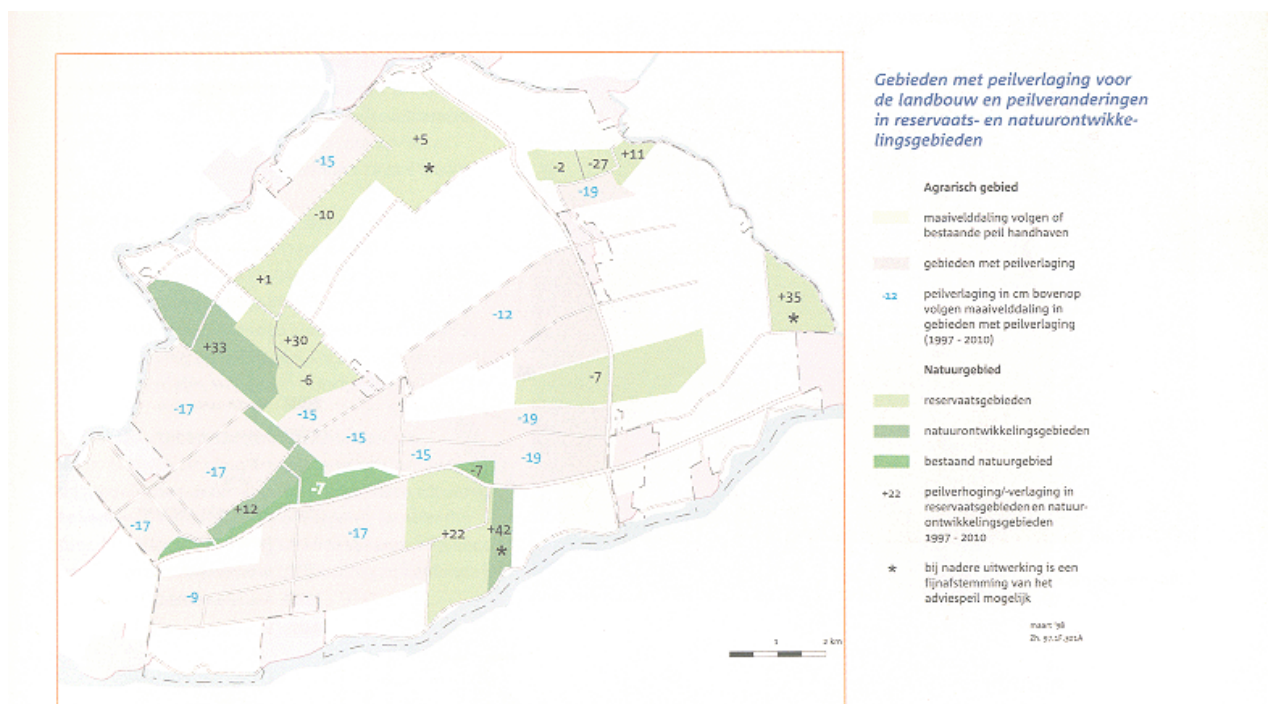 Gebieden met peilverlaging voor
de landbouw en peilveranderingen
in reservaats- en natuurontwikke-
lingsgebieden
Agrarisch gebied
maaivelddaling volgen of
bestaande peil handhaven
gebieden met peilverlaging
-12
peilverlaging in cm bovenop
volgen maaivelddaling in
gebieden met peilverlaging
(1997 - 2010)
Natuurgebied
reservaatsgebieden
natuurontwikkelingsgebieden
bestaand natuurgebied
+22
peilverhoging/-verlaging in
reservaatsgebieden en natuur-
ontwikkelingsgebieden
1997 - 2010
*
bij nadere uitwerking is een
fijnafstemming van het
adviespeil mogelijk
maart '98
+5
*
-15
-2
-27
+11
-19
-10
+1
+35
*
-12
+33
+30
-6
-7
-17
-15
-15
-19
-15
-19
-17
-7
-7
+12
-17
-17
+22
+42
*
-9
1
2 km